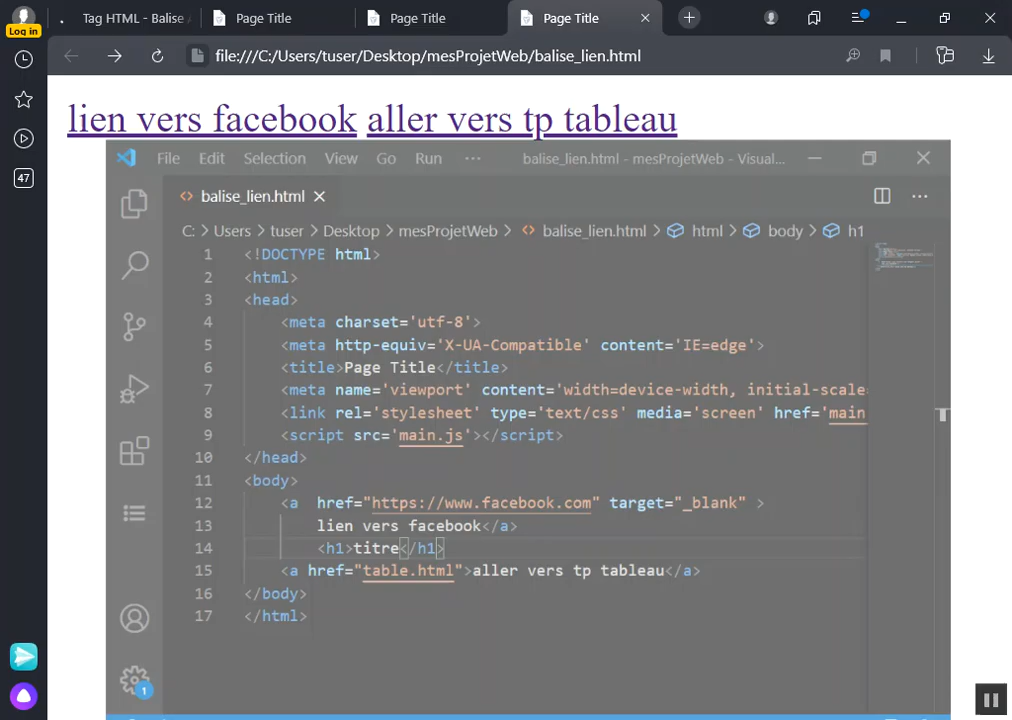 Log in
Tag HTML - Balise
Page Title
Page Title
Page Title
file:///C:/Users/tuser/Desktop/mesProjetWeb/balise_lien.html
47
lien vers facebook aller vers tp tableau
File Edit Selection View Go Run ··· balise_lien.html - mesProjetWeb - Visual...
balise_lien.html
C: > Users > tuser > Desktop > mesProjetWeb > balise_lien.html > html > body > h1
1 <!DOCTYPE html>
2 <html>
3 <head>
4 <meta charset='utf-8'>
5 <meta http-equiv='X-UA-Compatible' content='IE=edge'>
6 <title>Page Title</title>
7 <meta name='viewport' content='width=device-width, initial-scale=
8 <link rel='stylesheet' type='text/css' media='screen' href='main
9 <script src='main.js'></script>
10 </head>
11 <body>
12 <a  href="https://www.facebook.com" target="_blank" >
13 lien vers facebook</a>
14 <h1>titre</h1>
15 <a href="table.html">aller vers tp tableau</a>
16 </body>
17 </html>
1